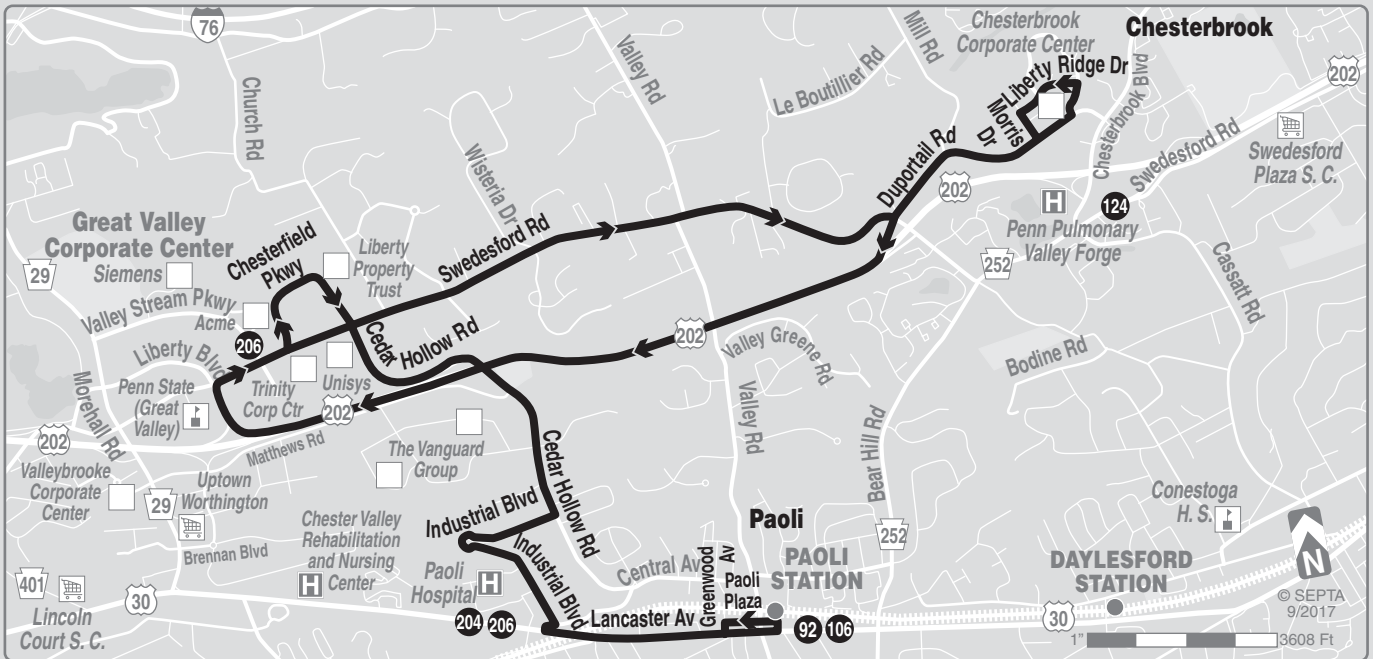 76
Church Rd
Valley Rd
Mill Rd
Chesterbrook
Corporate Center
Chesterbrook
Le Boutillier Rd
Liberty Ridge Dr
Morris
Dr
Chesterbrook Blvd
202
Swedesford Rd
Swedesford
Plaza S. C.
Wisteria Dr
Duportail Rd
202
H
124
Penn Pulmonary
Valley Forge
252
Cassatt Rd
Great Valley
Corporate Center
29
Siemens
Chesterfield
Pkwy
Liberty
Property
Trust
Swedesford Rd
Valley Stream Pkwy
Acme
206
Cedar
Hollow Rd
202
Valley Greene Rd
Bodine Rd
Liberty Blvd
Penn State
(Great
Valley)
Trinity
Corp Ctr
Unisys
202
Morehall Rd
202
Matthews Rd
The Vanguard
Group
Valley Rd
Bear Hill Rd
Valleybrooke
Corporate
Center
29
Uptown
Worthington
Brennan Blvd
Chester Valley
Rehabilitation
and Nursing
Center
H
Industrial Blvd
Cedar Hollow Rd
Industrial Blvd
Paoli
252
Conestoga
H. S.
N
Central Av
Greenwood
Av
Paoli
Plaza
PAOLI
STATION
DAYLESFORD
STATION
401
Lincoln
Court S. C.
30
Paoli
Hospital
H
204
206
Lancaster Av
92
106
30
© SEPTA
9/2017
1"
3608 Ft